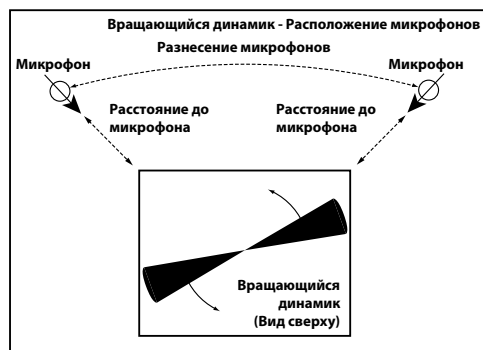 Вращающийся динамик - Расположение микрофонов
Разнесение микрофонов
Микрофон
Микрофон
Расстояние до
микрофона
Расстояние до
микрофона
Вращающийся
динамик
(Вид сверху)